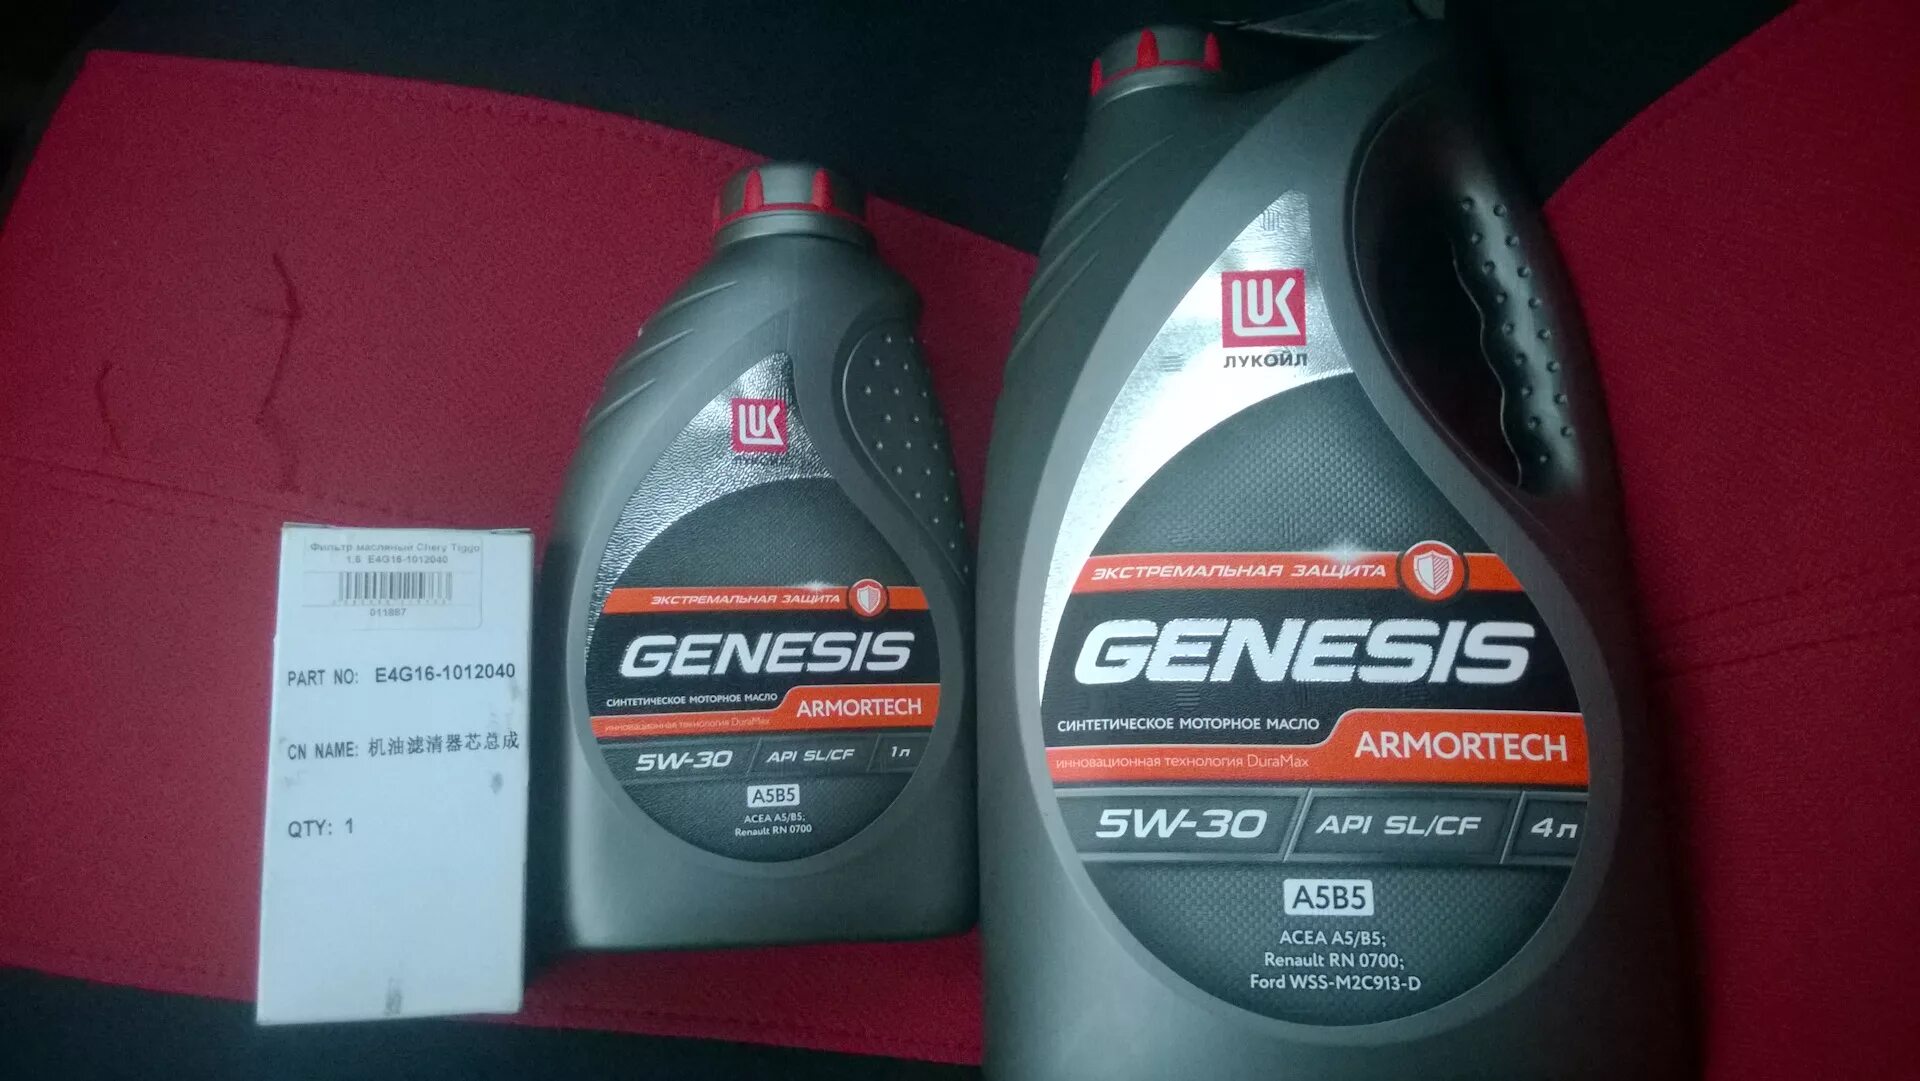 Фильтр масляный Chery Tiggo
1.6 E4G16-1012040
011887
PART NO: E4G16-1012040
CN NAME: 机油滤清器芯总成
QTY: 1
LUK
ЛУКОЙЛ
ЭКСТРЕМАЛЬНАЯ ЗАЩИТА
GENESIS
СИНТЕТИЧЕСКОЕ МОТОРНОЕ МАСЛО
ARMORTECH
инновационная технология DuraMax
5W-30 API SL/CF 1л
A5B5
ACEA A5/B5;
Renault RN 0700
LUK
ЛУКОЙЛ
ЭКСТРЕМАЛЬНАЯ ЗАЩИТА
GENESIS
СИНТЕТИЧЕСКОЕ МОТОРНОЕ МАСЛО
ARMORTECH
инновационная технология DuraMax
5W-30 API SL/CF 4л
A5B5
ACEA A5/B5;
Renault RN 0700;
Ford WSS-M2C913-D